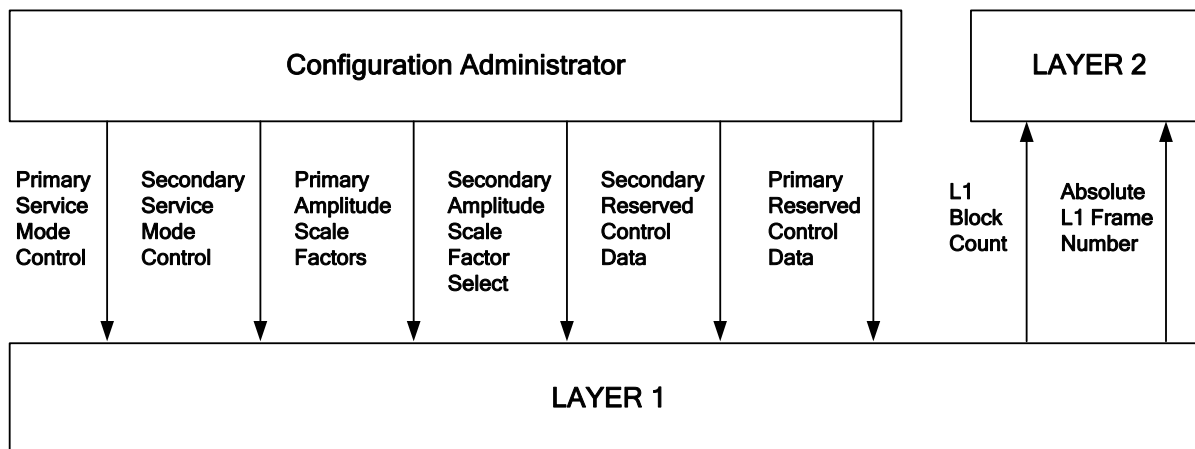 Configuration Administrator
LAYER 2
Primary
Service
Mode
Control
Secondary
Service
Mode
Control
Primary
Amplitude
Scale
Factors
Secondary
Amplitude
Scale
Factor
Select
Secondary
Reserved
Control
Data
Primary
Reserved
Control
Data
L1
Block
Count
Absolute
L1 Frame
Number
LAYER 1